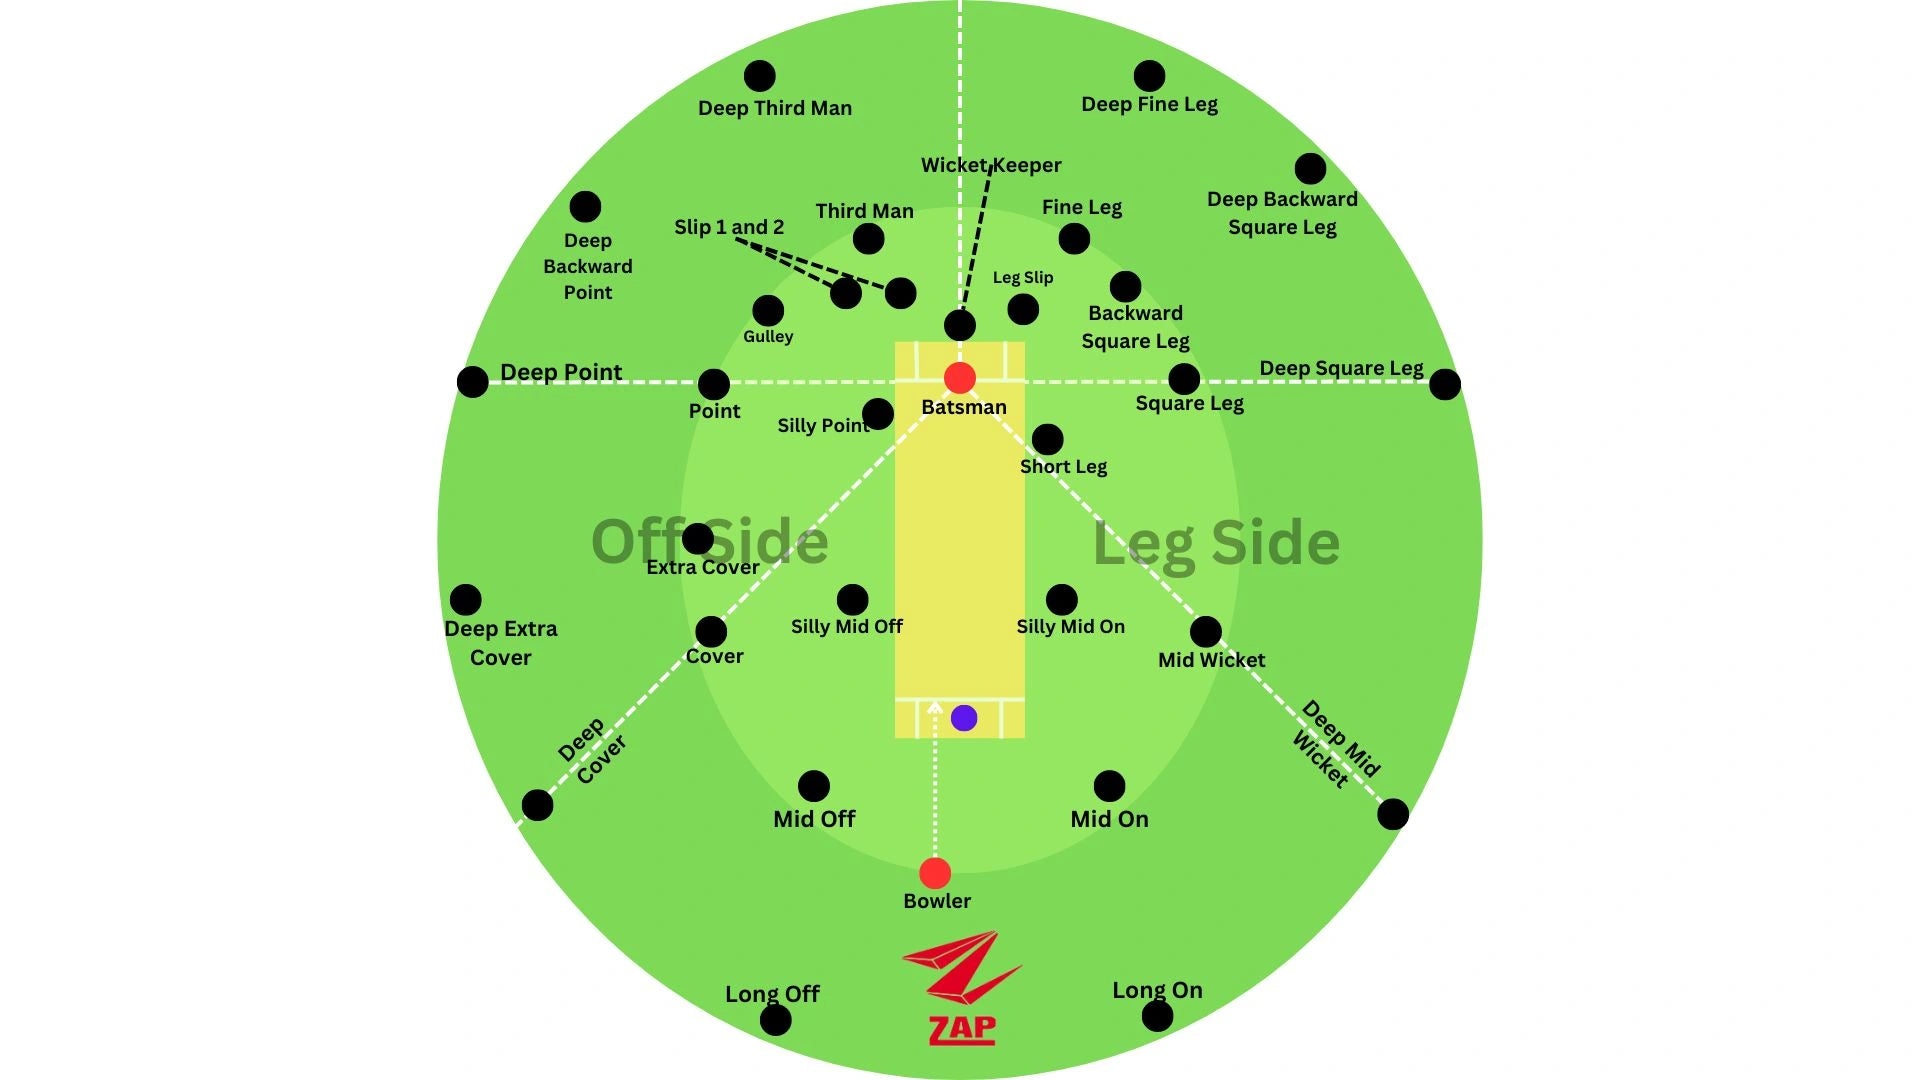 Deep Third Man
Deep Fine Leg
Wicket Keeper
Deep Backward
Square Leg
Third Man
Fine Leg
Slip 1 and 2
Deep
Backward
Point
Leg Slip
Backward
Square Leg
Gulley
Deep Point
Deep Square Leg
Point
Batsman
Square Leg
Silly Point
Short Leg
Off Side
Leg Side
Extra Cover
Deep Extra
Cover
Silly Mid Off
Silly Mid On
Cover
Mid Wicket
Deep
Cover
Deep Mid
Wicket
Mid Off
Mid On
Bowler
Long Off
Long On
ZAP